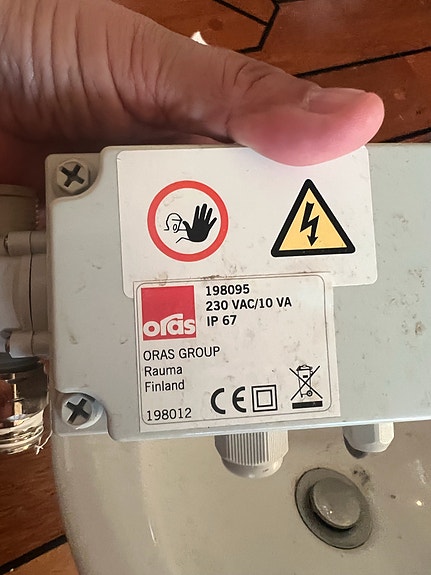 198095
230 VAC/10 VA
IP 67
oras
ORAS GROUP
Rauma
Finland
198012
CE